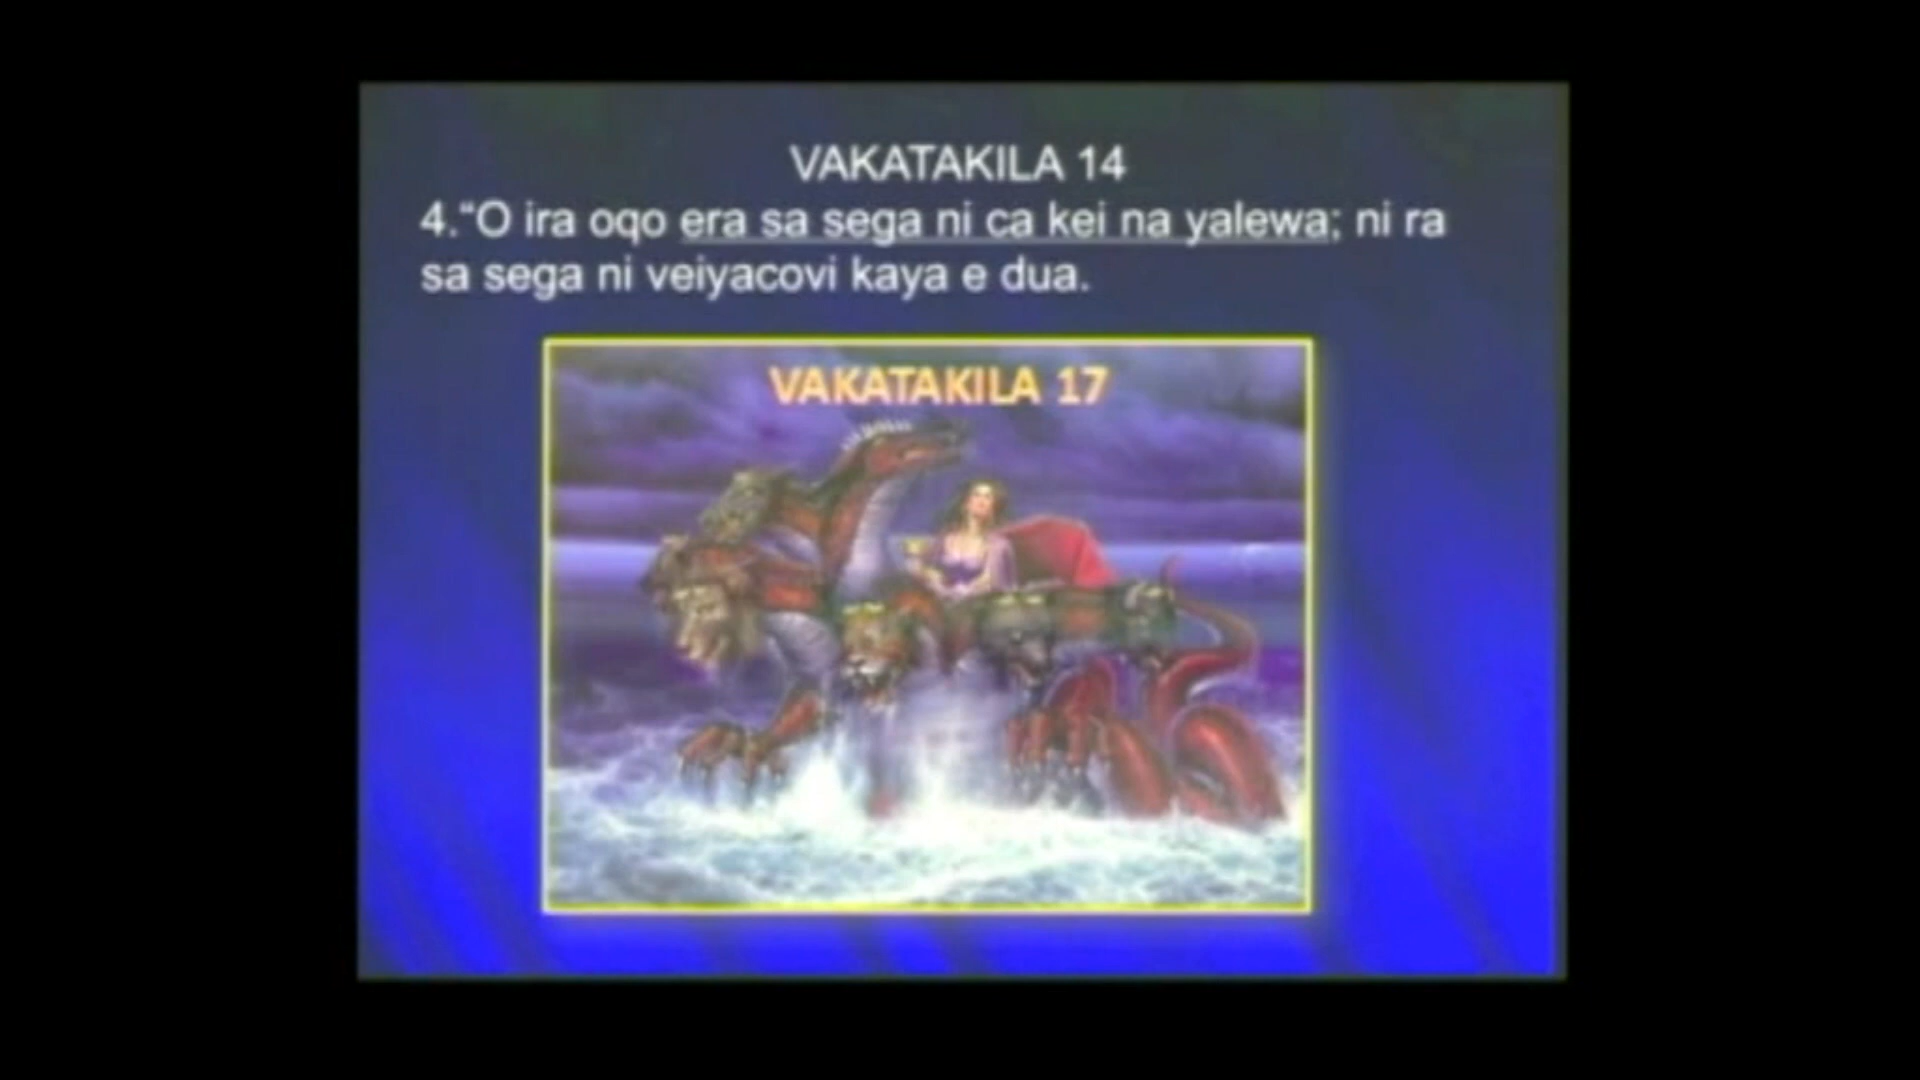 VAKATAKILA 14
4.“O ira oqo era sa sega ni ca kei na yalewa; ni ra
sa sega ni veiyacovi kaya e dua.
VAKATAKILA 17